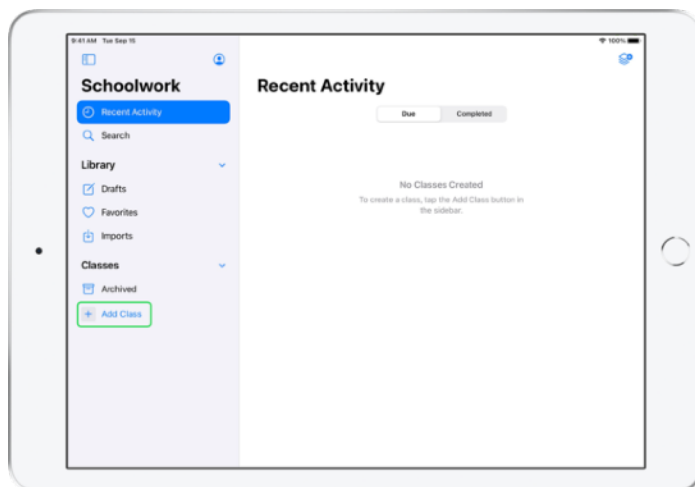 9:41 AM Tue Sep 15
100%
Schoolwork
Recent Activity
Search
Library
Drafts
Favorites
Imports
Classes
Archived
Add Class
Recent Activity
Due
Completed
No Classes Created
To create a class, tap the Add Class button in
the sidebar.